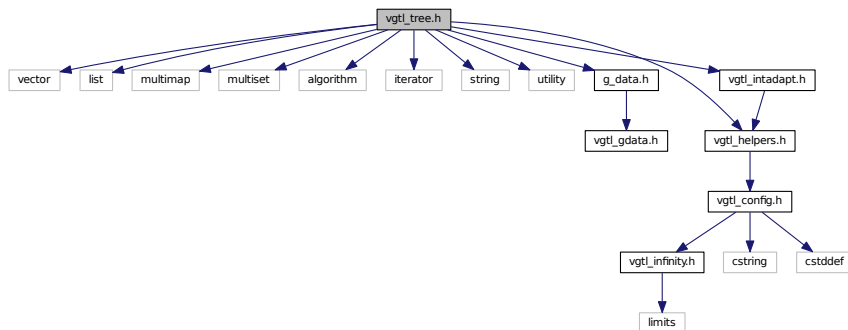 vgtl_tree.h
vector
list
multimap
multiset
algorithm
iterator
string
utility
g_data.h
vgtl_intadapt.h
vgtl_gdata.h
vgtl_helpers.h
vgtl_config.h
vgtl_infinity.h
cstring
cstddef
limits